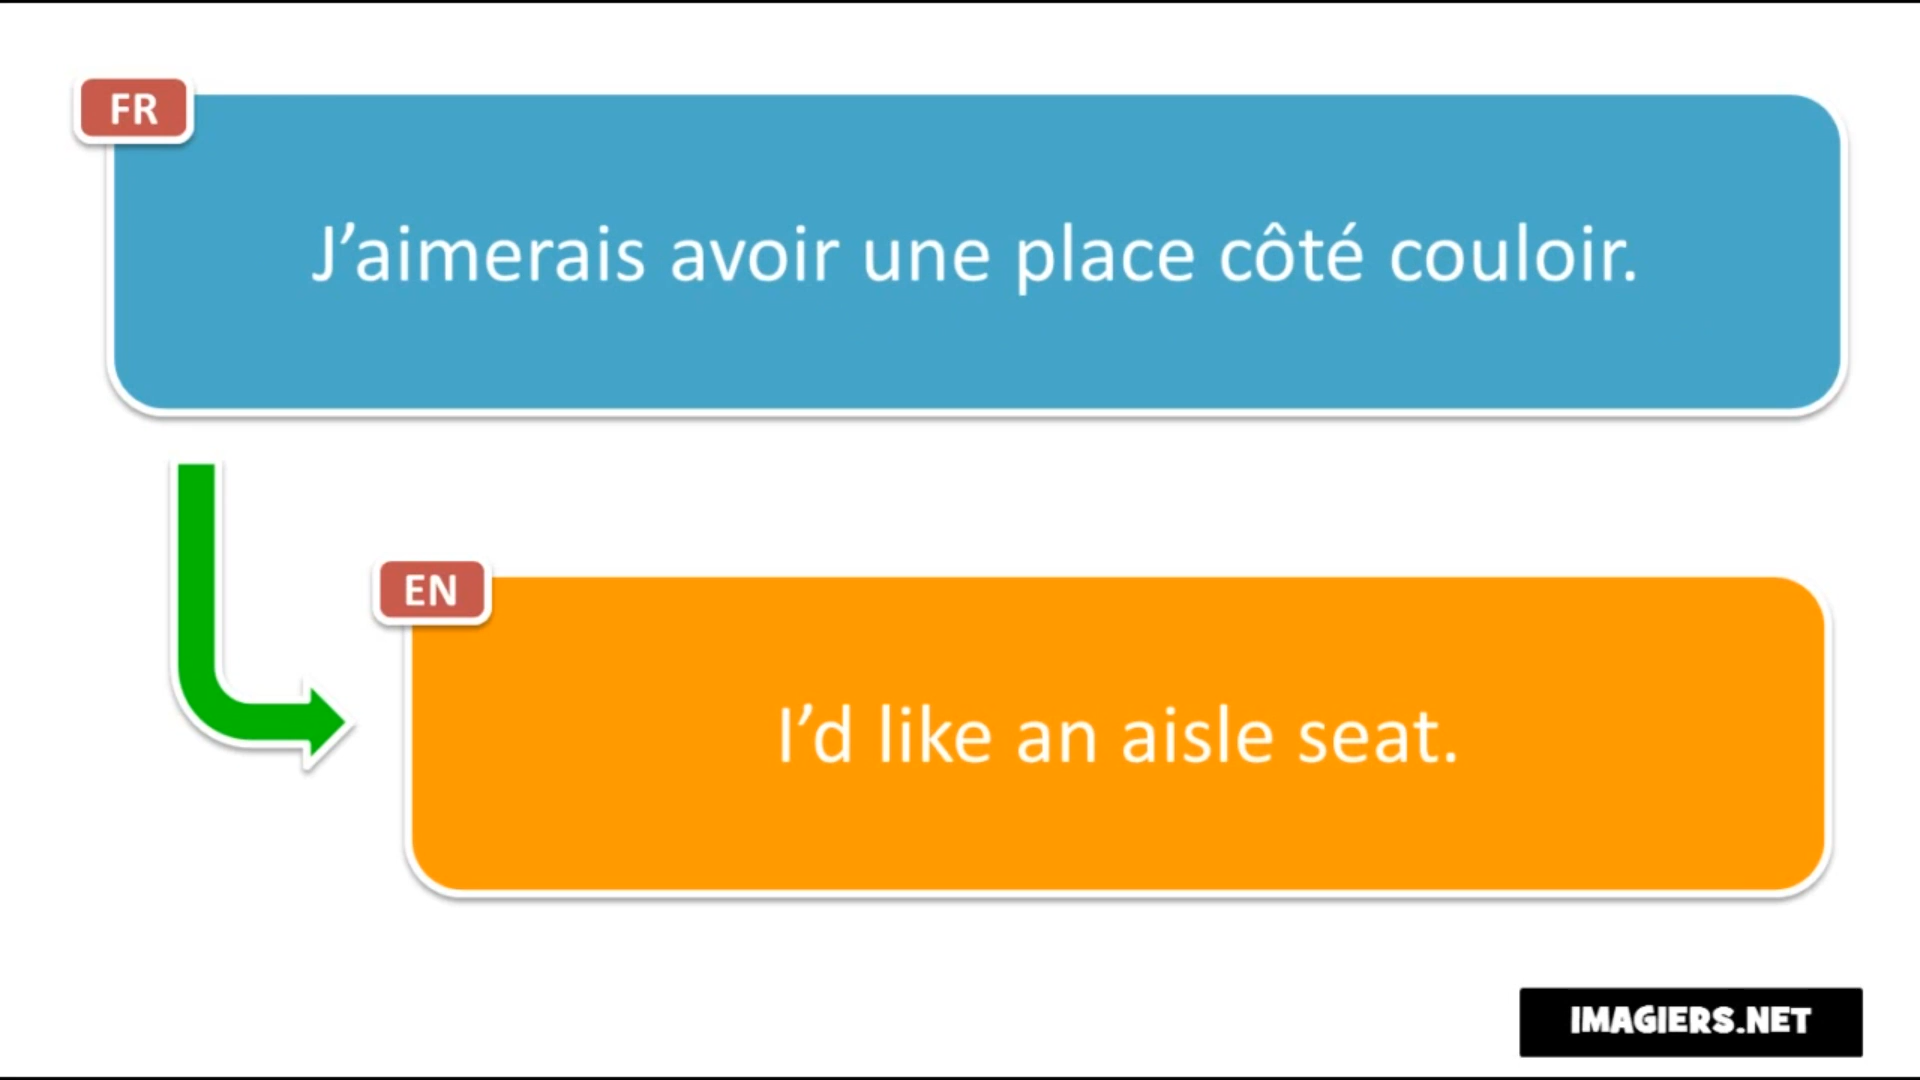 FR
J’aimerais avoir une place côté couloir.
EN
I’d like an aisle seat.
IMAGIERS.NET